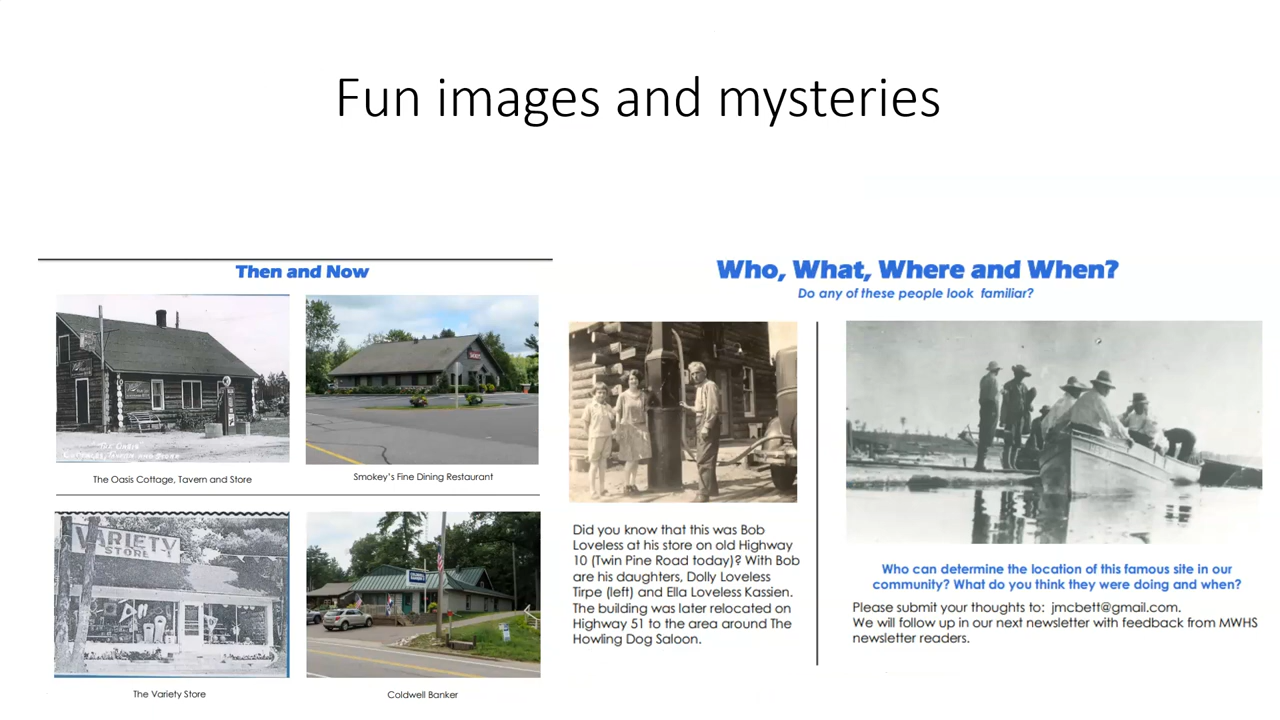 Fun images and mysteries
Then and Now
The Oasis Cottage, Tavern and Store
Smokey's Fine Dining Restaurant
VARIETY
STORE
The Variety Store
Coldwell Banker
Who, What, Where and When?
Do any of these people look familiar?
Did you know that this was Bob
Loveless at his store on old Highway
10 (Twin Pine Road today)? With Bob
are his daughters, Dolly Loveless
Tirpe (left) and Ella Loveless Kassien.
The building was later relocated on
Highway 51 to the area around The
Howling Dog Saloon.
Who can determine the location of this famous site in our
community? What do you think they were doing and when?
Please submit your thoughts to: jmcbett@gmail.com.
We will follow up in our next newsletter with feedback from MWHS
newsletter readers.